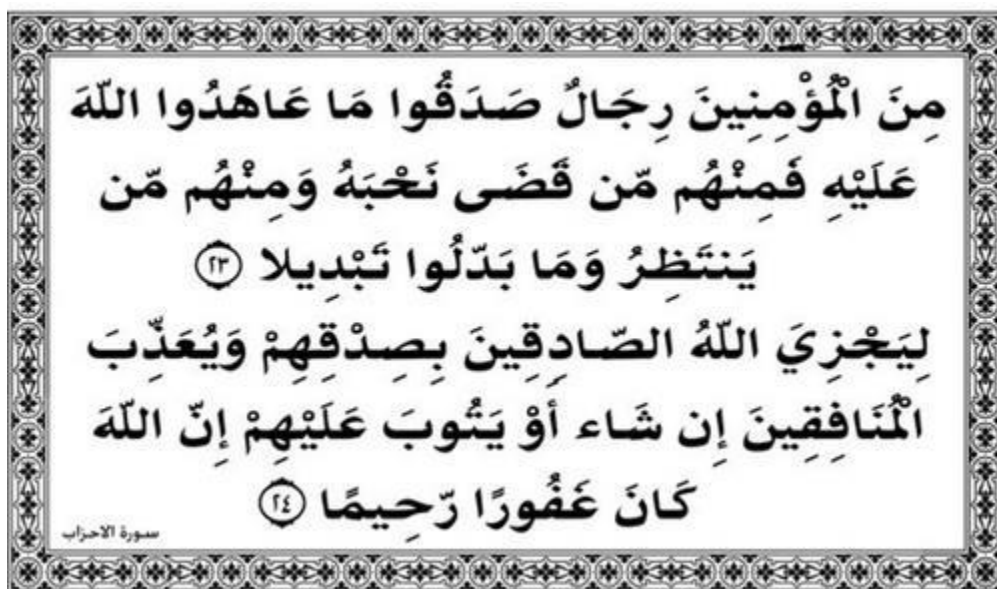 مِنَ الْمُؤْمِنِينَ رِجَالٌ صَدَقُوا مَا عَاهَدُوا اللّهَ
عَلَيْهِ فَمِنْهُم مّن قَضَى نَحْبَهُ وَمِنْهُم مّن
يَنتَظِرُ وَمَا بَدّلُوا تَبْدِيلا ٢٣
لِيَجْزِيَ اللّهُ الصّادِقِينَ بِصِدْقِهِمْ وَيُعَذِّبَ
الْمُنَافِقِينَ إِن شَاء أَوْ يَتُوبَ عَلَيْهِمْ إِنّ اللّهَ
كَانَ غَفُورًا رّحِيمًا ٢٤
سورة الاحزاب